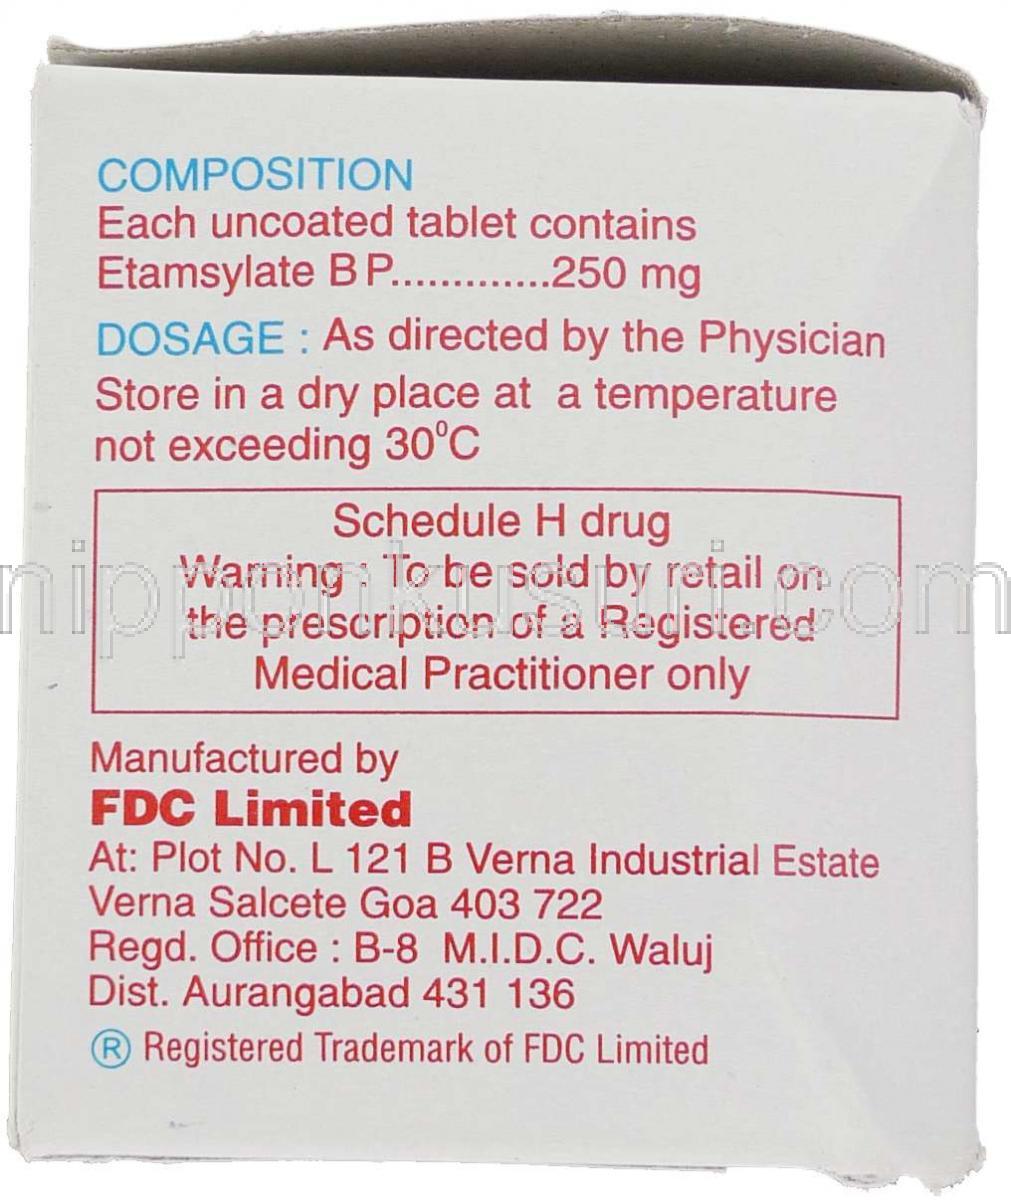 COMPOSITION
Each uncoated tablet contains
Etamsylate B P.............250 mg
DOSAGE : As directed by the Physician
Store in a dry place at a temperature
not exceeding 30⁰C
Schedule H drug
Warning To be sold by retail on
the prescription of a Registered
Medical Practitioner only
nipponkusuri.com
Manufactured by
FDC Limited
At: Plot No. L 121 B Verna Industrial Estate
Verna Salcete Goa 403 722
Regd. Office : B-8 M.I.D.C. Waluj
Dist. Aurangabad 431 136
® Registered Trademark of FDC Limited